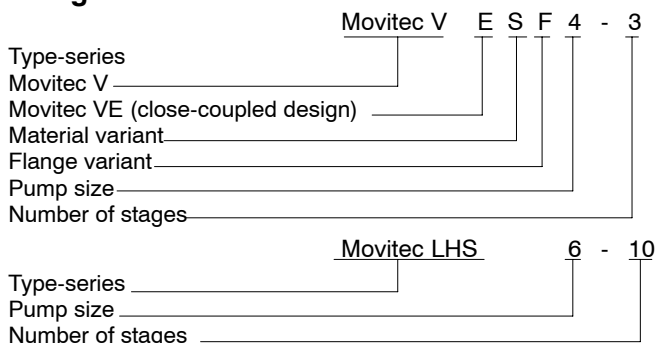 Movitec V E S F 4 - 3
Type-series
Movitec V
Movitec VE (close-coupled design)
Material variant
Flange variant
Pump size
Number of stages
Movitec LHS 6 - 10
Type-series
Pump size
Number of stages